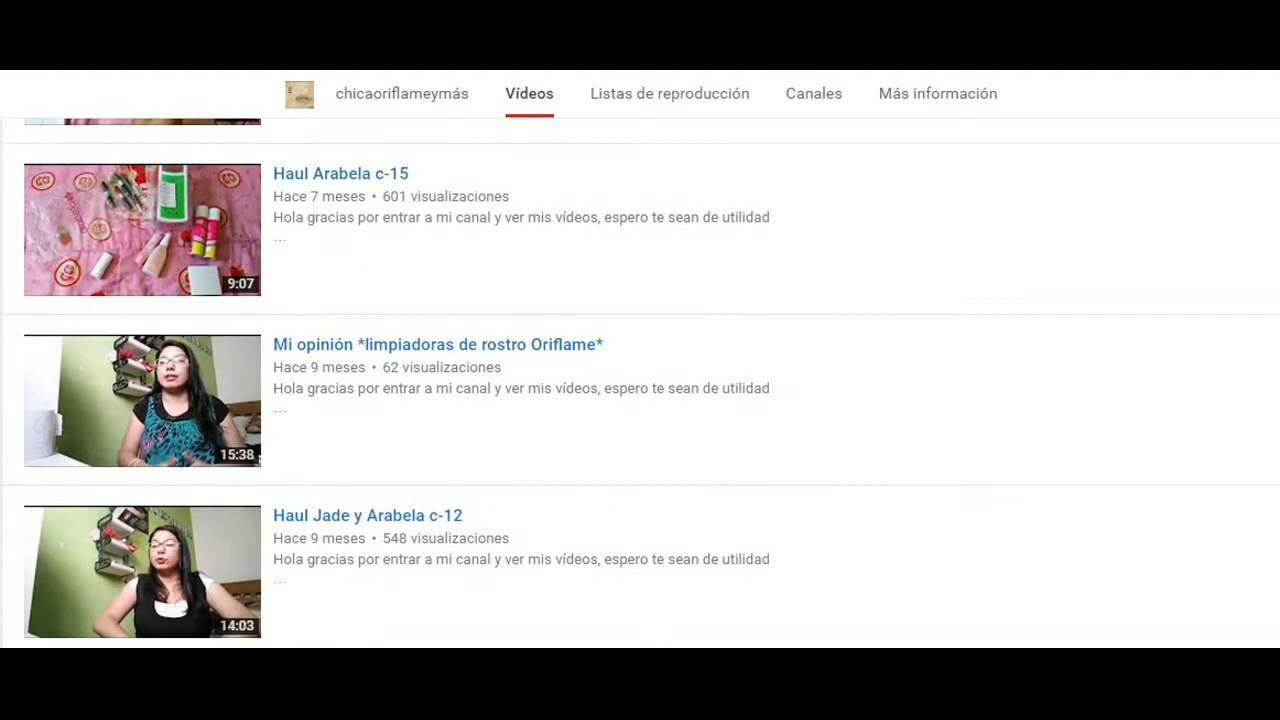 chicaoriflameymás Vídeos Listas de reproducción Canales Más información
Haul Arabela c-15
Hace 7 meses • 601 visualizaciones
Hola gracias por entrar a mi canal y ver mis vídeos, espero te sean de utilidad
...
9:07
Mi opinión *limpiadoras de rostro Oriflame*
Hace 9 meses • 62 visualizaciones
Hola gracias por entrar a mi canal y ver mis vídeos, espero te sean de utilidad
...
15:38
Haul Jade y Arabela c-12
Hace 9 meses • 548 visualizaciones
Hola gracias por entrar a mi canal y ver mis vídeos, espero te sean de utilidad
...
14:03